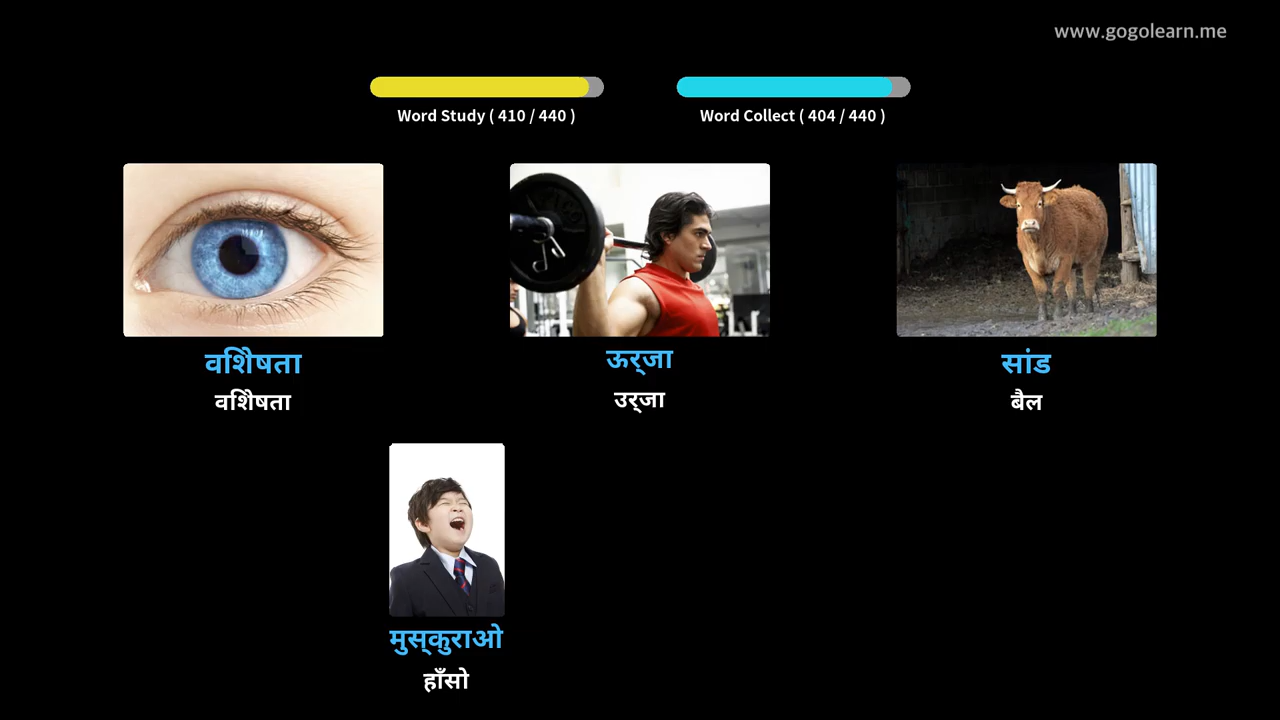 www.gogolearn.me
Word Study ( 410 / 440 )
Word Collect ( 404 / 440 )
वशेिषता
वशेिषता
ऊर्जा
उर्जा
सांड
बैल
मुस्कुराओ
हाँसो